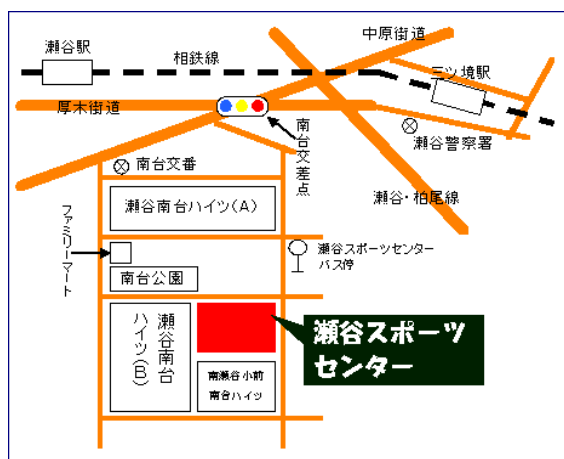 中原街道
瀬谷駅
相鉄線
三ツ境駅
厚木街道
南台交差点
瀬谷警察署
南台交番
瀬谷・柏尾線
瀬谷南台ハイツ(A)
ファミリーマート
瀬谷スポーツセンター
バス停
南台公園
瀬谷南台
ハイツ(B)
瀬谷スポーツ
センター
南瀬谷小前
南台ハイツ